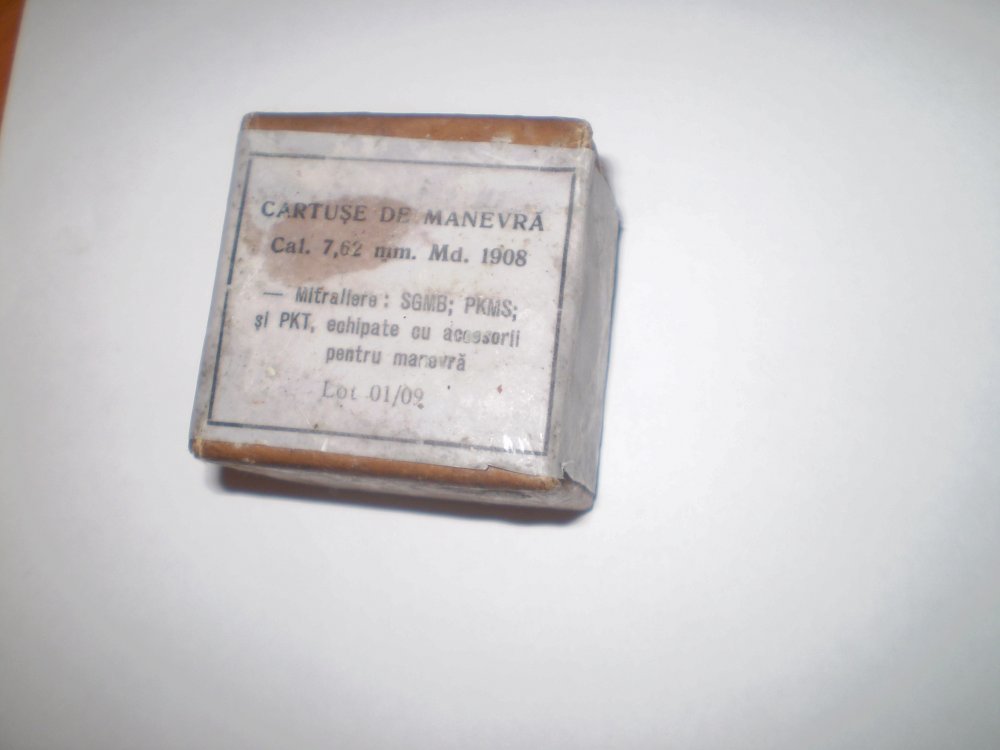 CARTUȘE DE MANEVRĂ
Cal. 7,62 mm. Md. 1908
— Mitraliere : SGMB; PKMS;
și PKT, echipate cu accesorii
pentru manevră
Lot 01/09